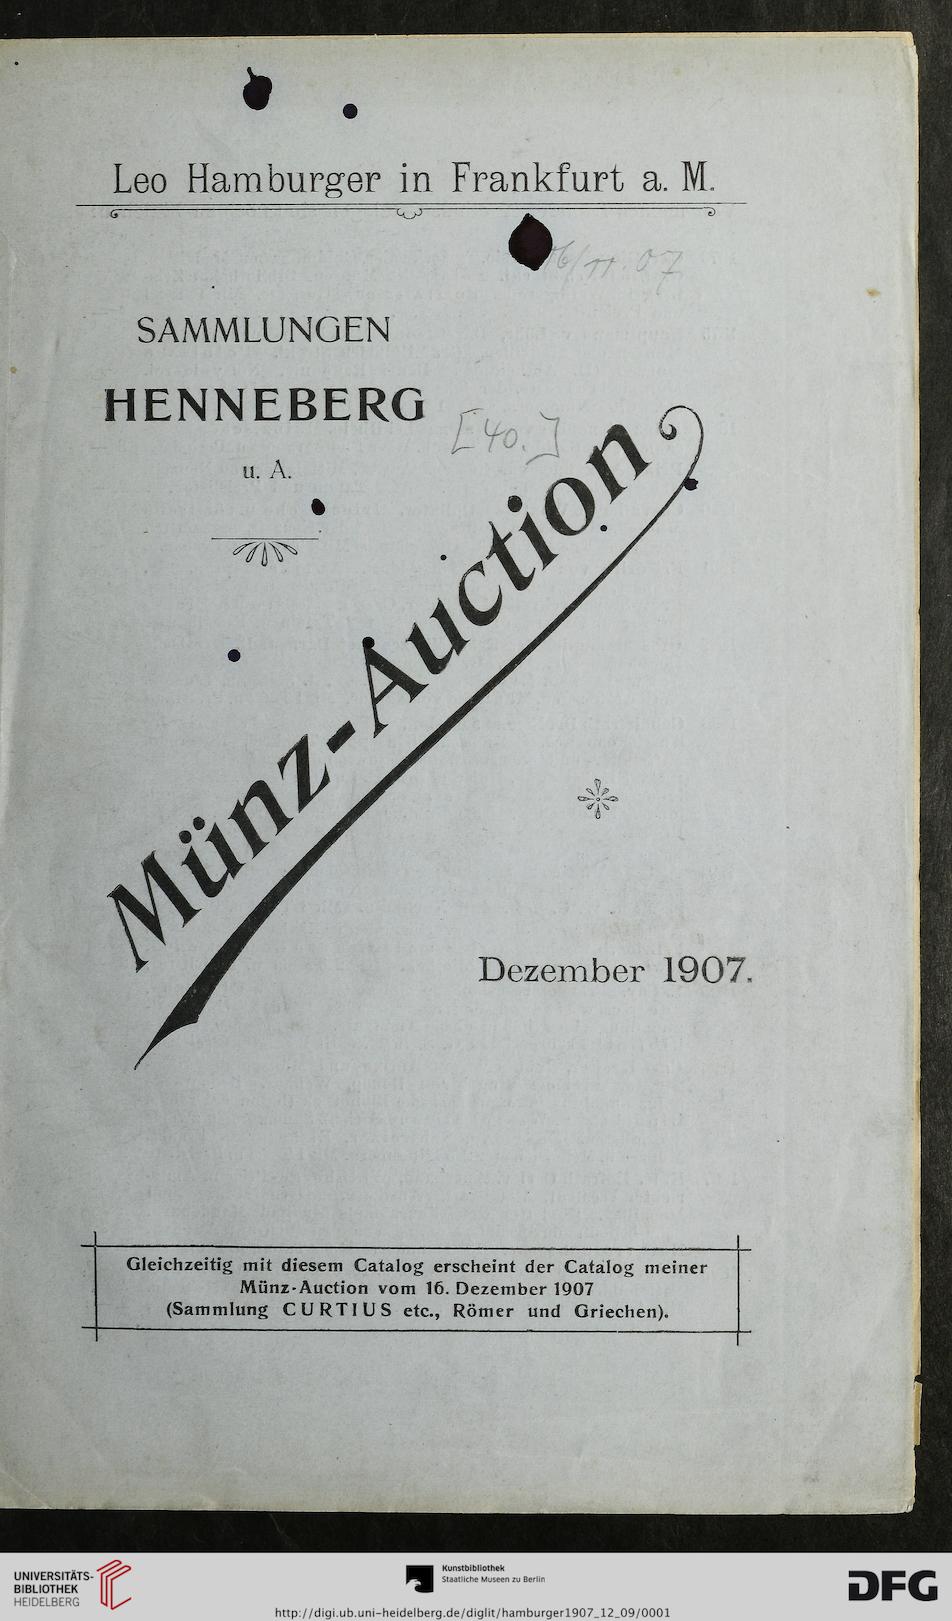 Leo Hamburger in Frankfurt a. M.
16/11. 07
SAMMLUNGEN
HENNEBERG
[40.]
u. A.
Münz-Auction
Dezember 1907.
Gleichzeitig mit diesem Catalog erscheint der Catalog meiner
Münz-Auction vom 16. Dezember 1907
(Sammlung CURTIUS etc., Römer und Griechen).
UNIVERSITÄTS-
BIBLIOTHEK
HEIDELBERG
Kunstbibliothek
Staatliche Museen zu Berlin
http://digi.ub.uni-heidelberg.de/diglit/hamburger1907_12_09/0001
DFG